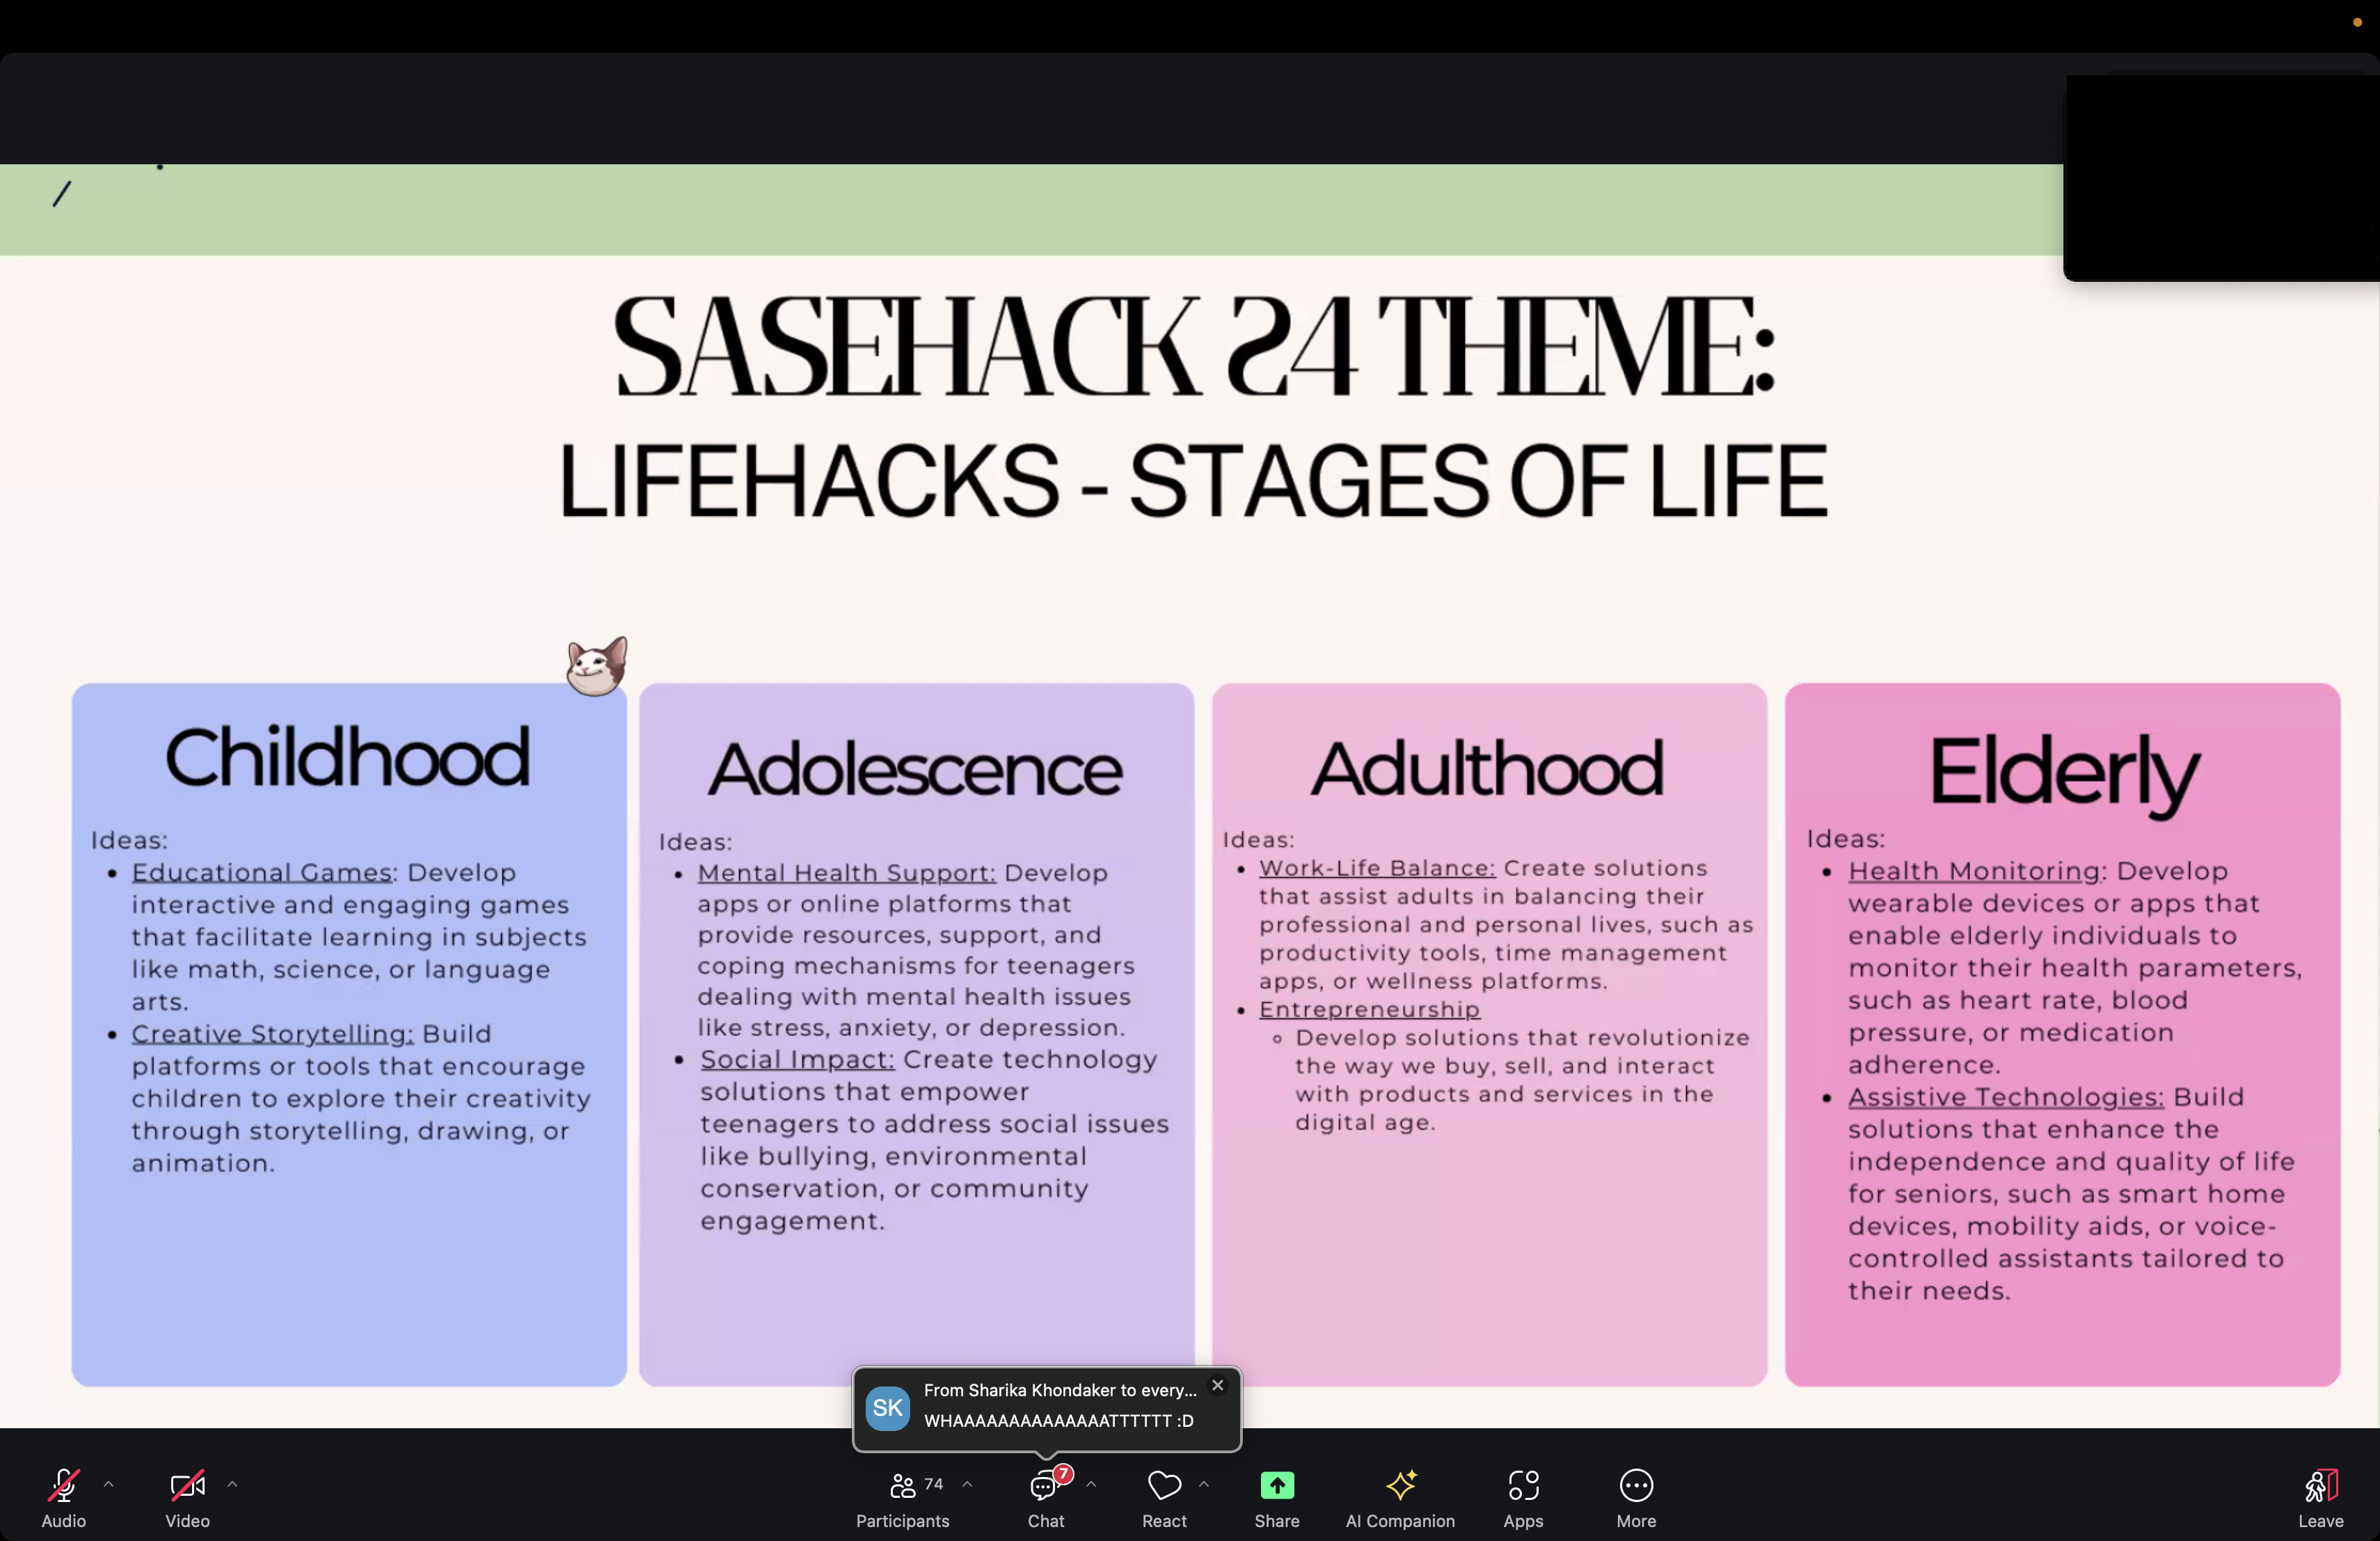 SASEHACK 24 THEME:
LIFEHACKS - STAGES OF LIFE
Childhood
Ideas:
• Educational Games: Develop
interactive and engaging games
that facilitate learning in subjects
like math, science, or language
arts.
• Creative Storytelling: Build
platforms or tools that encourage
children to explore their creativity
through storytelling, drawing, or
animation.
Adolescence
Ideas:
• Mental Health Support: Develop
apps or online platforms that
provide resources, support, and
coping mechanisms for teenagers
dealing with mental health issues
like stress, anxiety, or depression.
• Social Impact: Create technology
solutions that empower
teenagers to address social issues
like bullying, environmental
conservation, or community
engagement.
Adulthood
Ideas:
• Work-Life Balance: Create solutions
that assist adults in balancing their
professional and personal lives, such as
productivity tools, time management
apps, or wellness platforms.
• Entrepreneurship
◦ Develop solutions that revolutionize
the way we buy, sell, and interact
with products and services in the
digital age.
Elderly
Ideas:
• Health Monitoring: Develop
wearable devices or apps that
enable elderly individuals to
monitor their health parameters,
such as heart rate, blood
pressure, or medication
adherence.
• Assistive Technologies: Build
solutions that enhance the
independence and quality of life
for seniors, such as smart home
devices, mobility aids, or voice-
controlled assistants tailored to
their needs.
SK
From Sharika Khondaker to every...
WHAAAAAAAAAAAAAATTTTTT :D
74
7
Audio
Video
Participants
Chat
React
Share
AI Companion
Apps
More
Leave